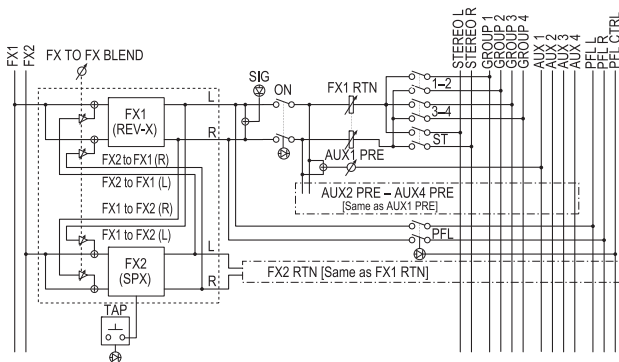 FX1
FX2
FX TO FX BLEND
STEREO L
STEREO R
GROUP 1
GROUP 2
GROUP 3
GROUP 4
AUX 1
AUX 2
AUX 3
AUX 4
PFL L
PFL R
PFL CTRL
SIG
ON
FX1 RTN
L
FX1
(REV-X)
R
1–2
3–4
ST
AUX1 PRE
FX2 to FX1 (R)
FX2 to FX1 (L)
FX1 to FX2 (R)
FX1 to FX2 (L)
AUX2 PRE – AUX4 PRE
[Same as AUX1 PRE]
PFL
L
FX2
(SPX)
R
FX2 RTN [Same as FX1 RTN]
TAP